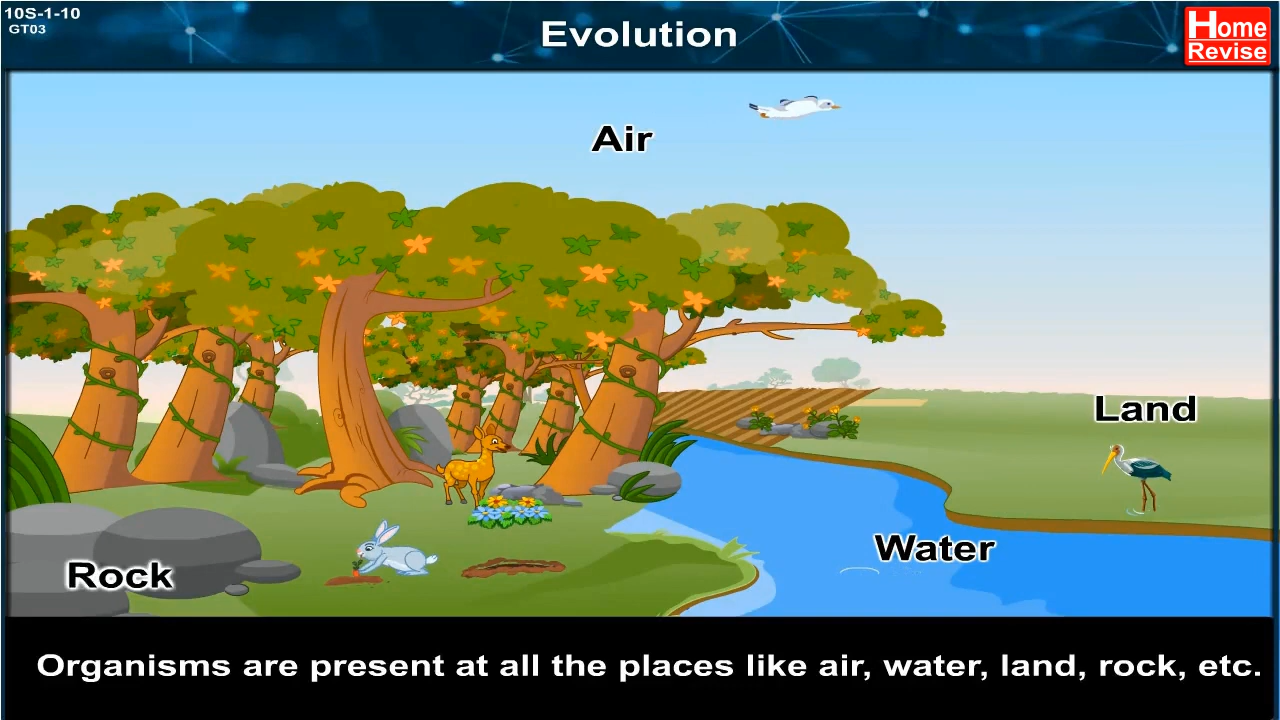 10S-1-10
GT03
Evolution
Home
Revise
Air
Land
Water
Rock
Organisms are present at all the places like air, water, land, rock, etc.